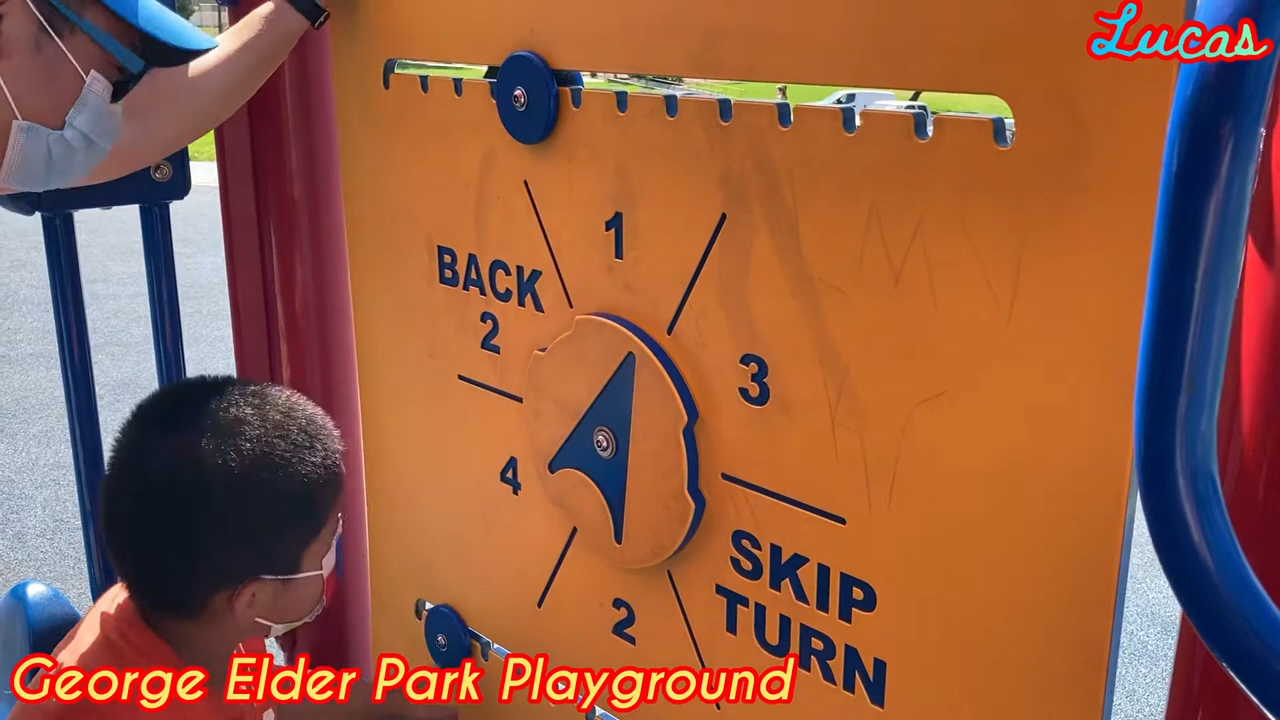 Lucas
1
BACK
2
3
4
SKIP
TURN
2
George Elder Park Playground